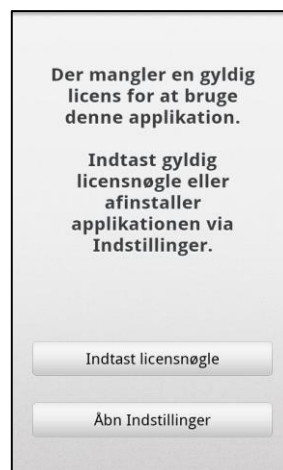 Der mangler en gyldig
licens for at bruge
denne applikation.
Indtast gyldig
licensnøgle eller
afinstaller
applikationen via
Indstillinger.
Indtast licensnøgle
Åbn Indstillinger